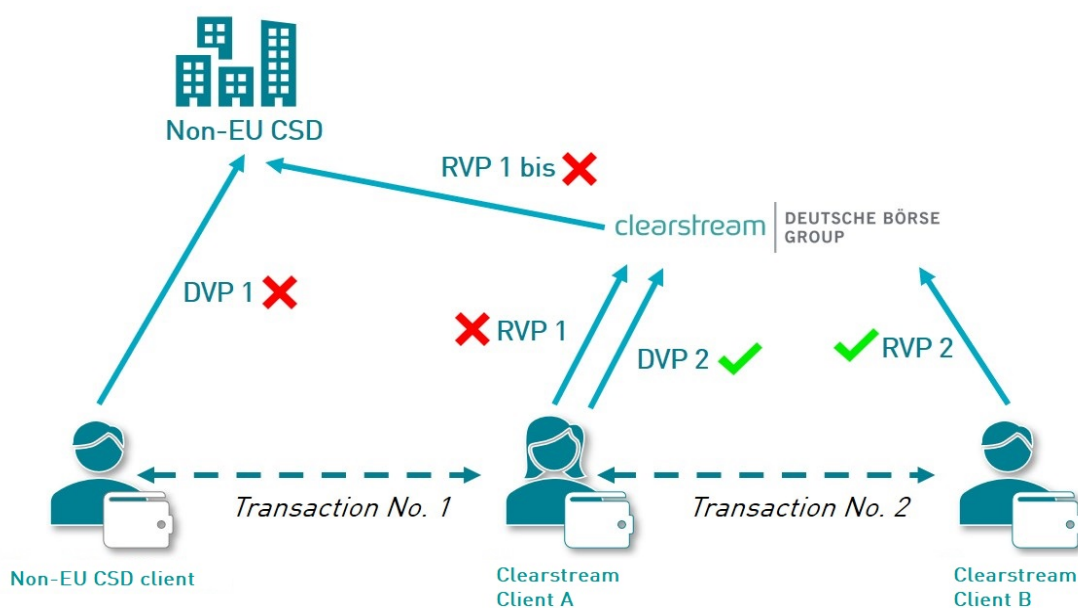 Non-EU CSD
RVP 1 bis
clearstream
DEUTSCHE BÖRSE
GROUP
DVP 1
RVP 1
DVP 2
RVP 2
Transaction No. 1
Transaction No. 2
Non-EU CSD client
Clearstream
Client A
Clearstream
Client B